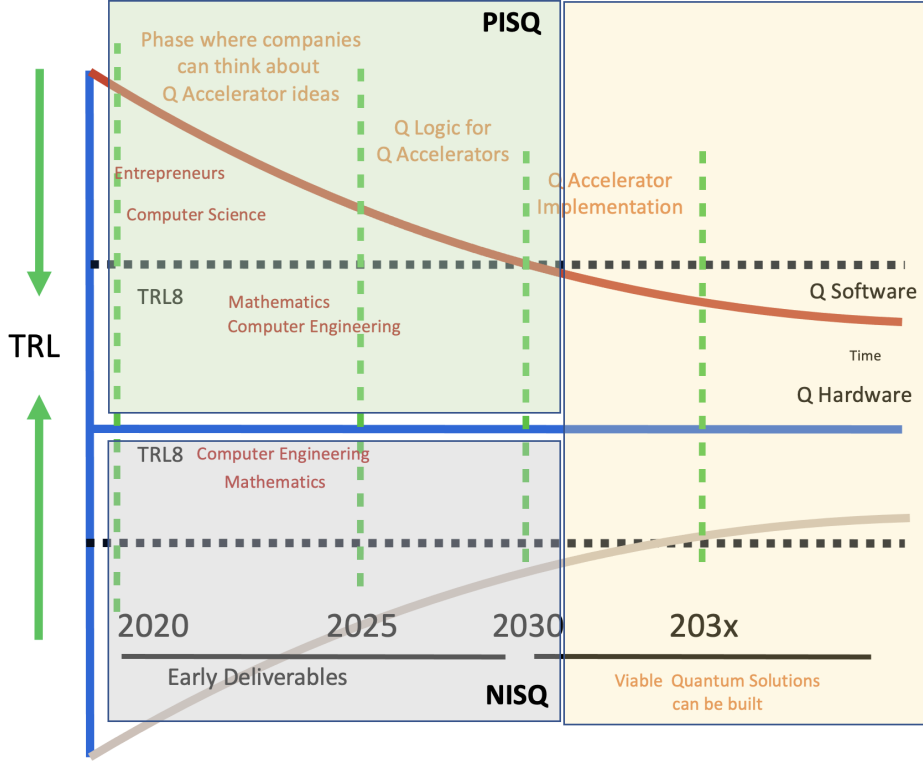 PISQ
Phase where companies
can think about
Q Accelerator ideas
Q Logic for
Q Accelerators
Q Accelerator
Implementation
Entrepreneurs
Computer Science
TRL8
Mathematics
Computer Engineering
Q Software
TRL
Time
Q Hardware
TRL8
Computer Engineering
Mathematics
2020
2025
2030
203x
Early Deliverables
NISQ
Viable Quantum Solutions
can be built